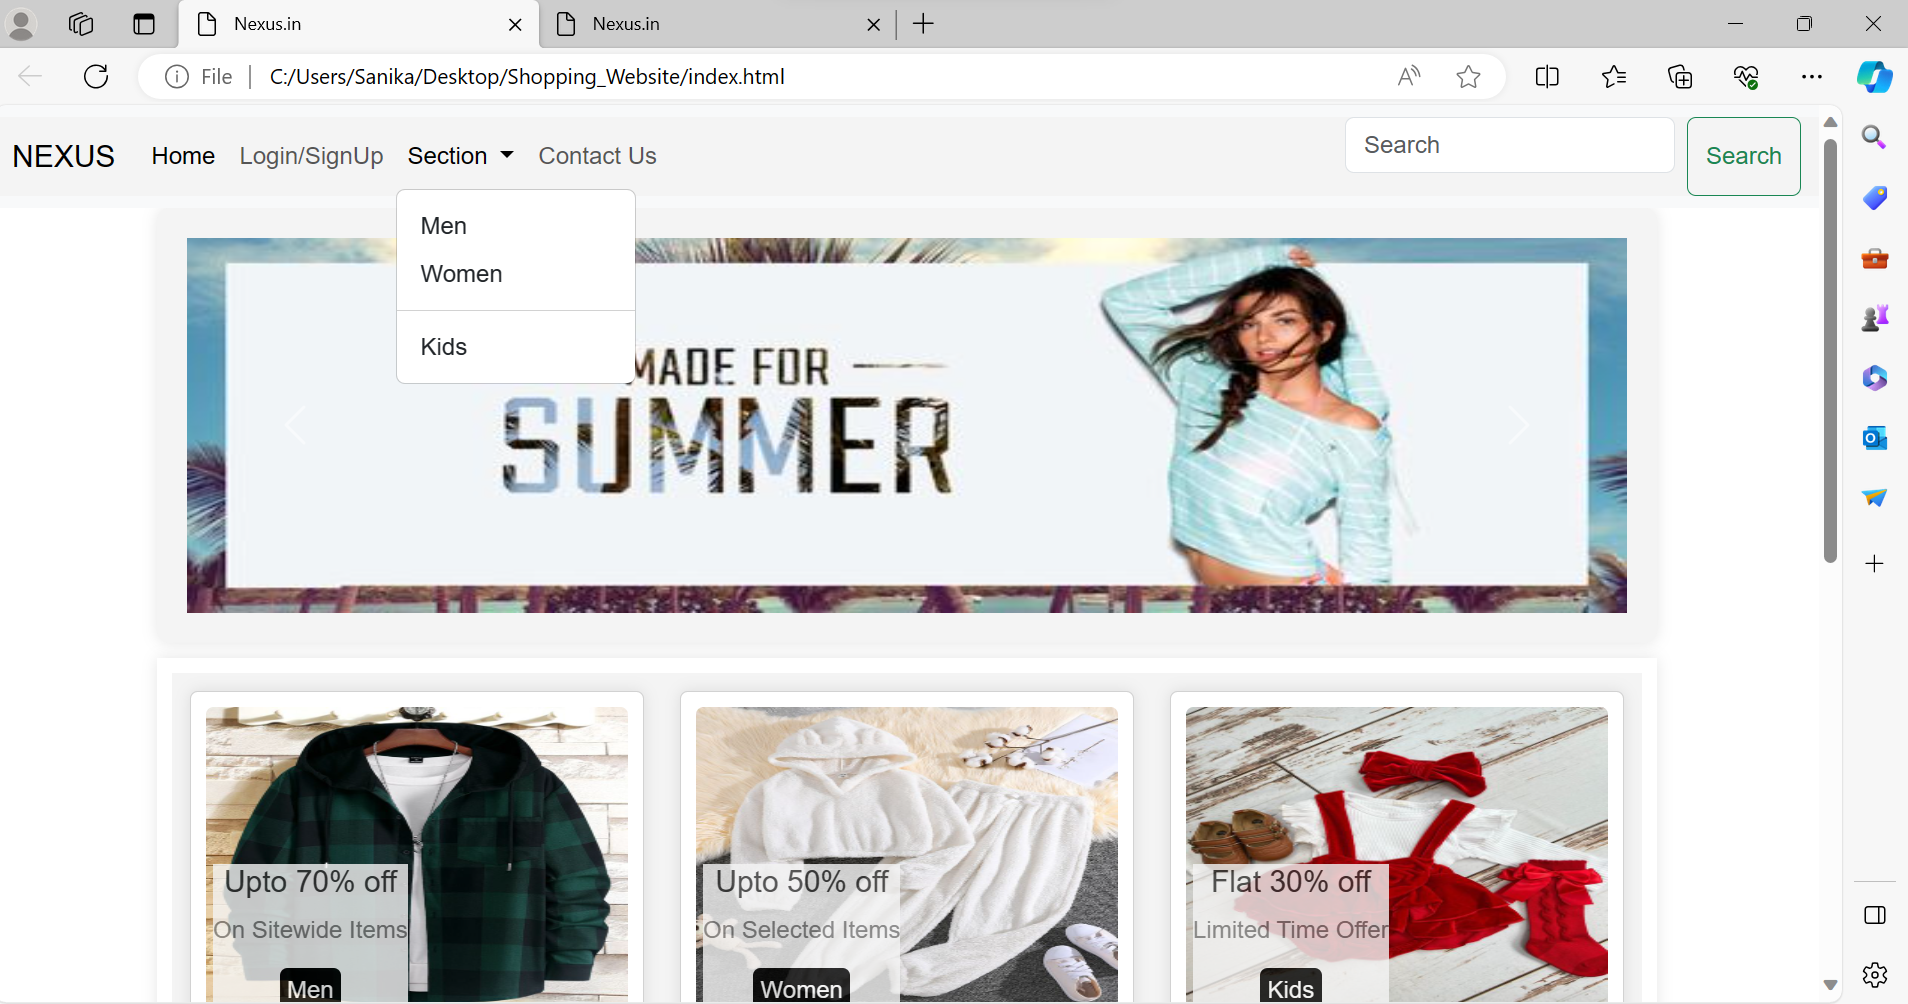 Nexus.in
Nexus.in
File
C:/Users/Sanika/Desktop/Shopping_Website/index.html
NEXUS Home Login/SignUp Section Contact Us Search Search
Men
Women
Kids
MADE FOR
SUMMER
Upto 70% off
On Sitewide Items
Men
Upto 50% off
On Selected Items
Women
Flat 30% off
Limited Time Offer
Kids